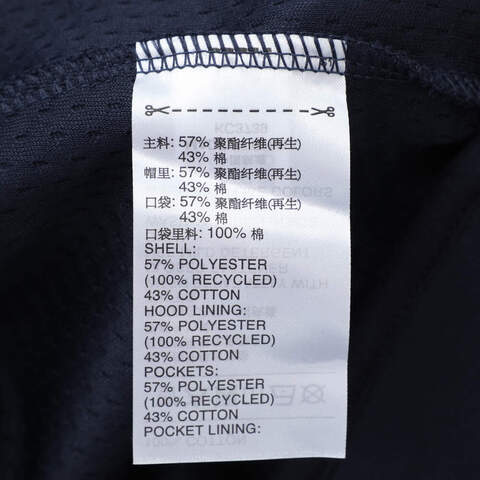 主料: 57% 聚酯纤维(再生)
43% 棉
帽里: 57% 聚酯纤维(再生)
43% 棉
口袋: 57% 聚酯纤维(再生)
43% 棉
口袋里料: 100% 棉
SHELL:
57% POLYESTER
(100% RECYCLED)
43% COTTON
HOOD LINING:
57% POLYESTER
(100% RECYCLED)
43% COTTON
POCKETS:
57% POLYESTER
(100% RECYCLED)
43% COTTON
POCKET LINING: